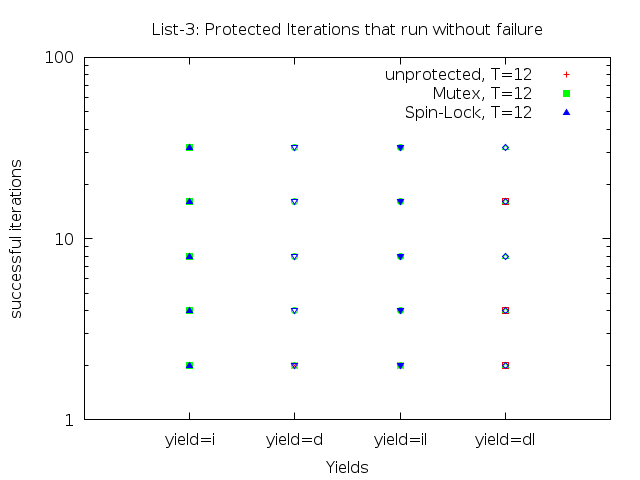 List-3: Protected Iterations that run without failure
100
10
1
successful iterations
unprotected, T=12
Mutex, T=12
Spin-Lock, T=12
yield=i yield=d yield=il yield=dl
Yields